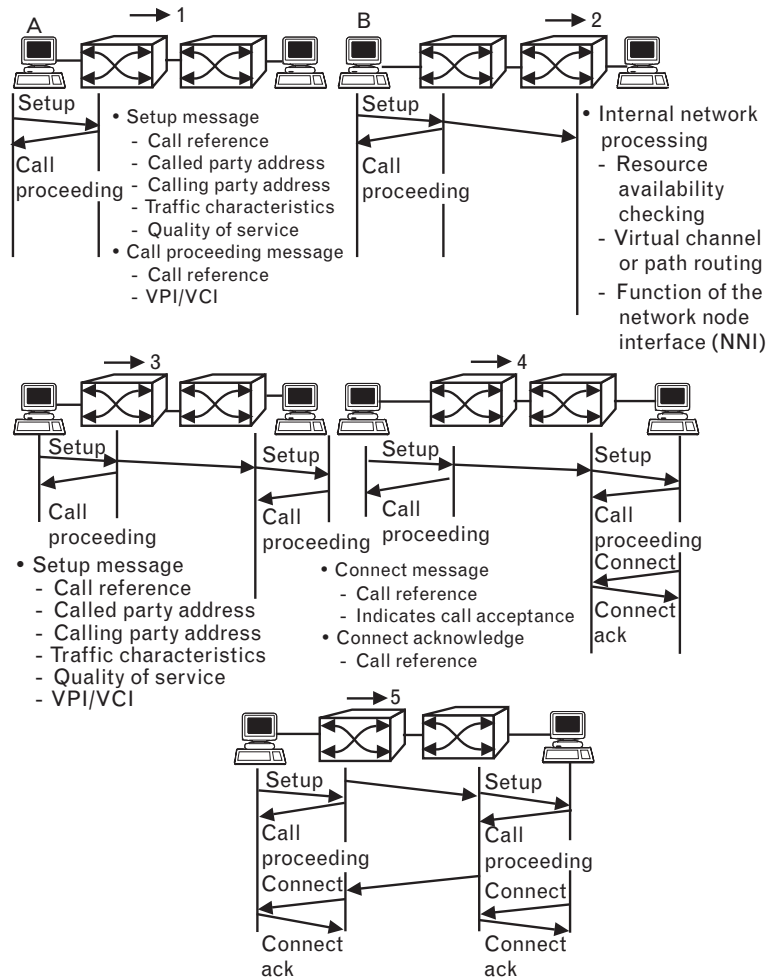 A
1
Setup
Call
proceeding
• Setup message
- Call reference
- Called party address
- Calling party address
- Traffic characteristics
- Quality of service
• Call proceeding message
- Call reference
- VPI/VCI
B
2
Setup
Call
proceeding
• Internal network
processing
- Resource
availability
checking
- Virtual channel
or path routing
- Function of the
network node
interface (NNI)
3
Setup
Call
proceeding
Setup
Call
proceeding
• Setup message
- Call reference
- Called party address
- Calling party address
- Traffic characteristics
- Quality of service
- VPI/VCI
4
Setup
Call
proceeding
Setup
Call
proceeding
Connect
Connect
ack
• Connect message
- Call reference
- Indicates call acceptance
• Connect acknowledge
- Call reference
5
Setup
Call
proceeding
Connect
Connect
ack
Setup
Call
proceeding
Connect
Connect
ack